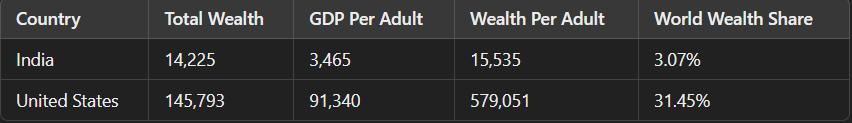 Country Total Wealth GDP Per Adult Wealth Per Adult World Wealth Share
India 14,225 3,465 15,535 3.07%
United States 145,793 91,340 579,051 31.45%